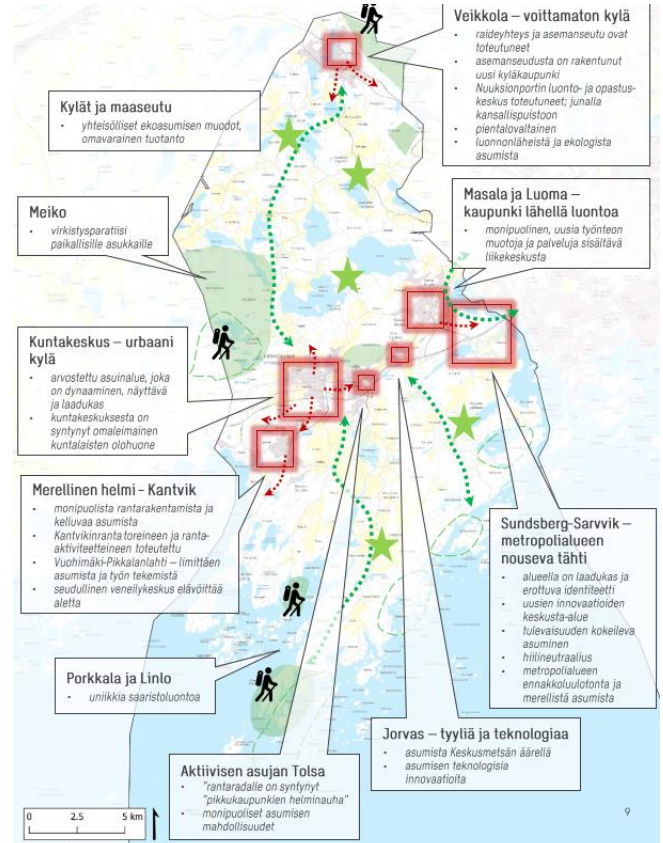 Veikkola – voittamaton kylä
• raideyhteys ja asemanseutu ovat
toteutuneet
• asemanseudusta on rakentunut
uusi kyläkaupunki
• Nuuksionportin luonto- ja opastus-
keskus toteutuneet; junalla
kansallispuistoon
• pientalovaltainen
• luonnonläheistä ja ekologista
asumista
Kylät ja maaseutu
• yhteisölliset ekoasumisen muodot,
omavarainen tuotanto
Masala ja Luoma –
kaupunki lähellä luontoa
• monipuolinen, uusia työnteon
muotoja ja palveluja sisältävä
liikekeskusta
Meiko
• virkistysparatiisi
paikallisille asukkaille
Kuntakeskus – urbaani
kylä
• arvostettu asuinalue, joka
on dynaaminen, näyttävä
ja laadukas
• kuntakeskuksesta on
syntynyt omaleimainen
kuntalaisten olohuone
Merellinen helmi - Kantvik
• monipuolista rantarakentamista ja
kelluvaa asumista
• Kantvikinranta toreineen ja ranta-
aktiviteetteineen toteutettu
• Vuohimäki-Pikkalanlahti – limittäen
asumista ja työn tekemistä
• seudullinen veneilykeskus elävöittää
aletta
Sundsberg-Sarvvik –
metropolialueen
nouseva tähti
• alueella on laadukas ja
erottuva identiteetti
• uusien innovaatioiden
keskusta-alue
• tulevaisuuden kokeileva
asuminen
• hiilineutraalius
• metropolialueen
ennakkoluulotonta ja
merellistä asumista
Porkkala ja Linlo
• uniikkia saaristoluontoa
Jorvas – tyyliä ja teknologiaa
• asumista Keskusmetsän äärellä
• asumisen teknologisia
innovaatioita
Aktiivisen asujan Tolsa
• "rantaradalle on syntynyt
"pikkukaupunkien helminauha"
• monipuoliset asumisen
mahdollisuudet
0 2.5 5 km
9